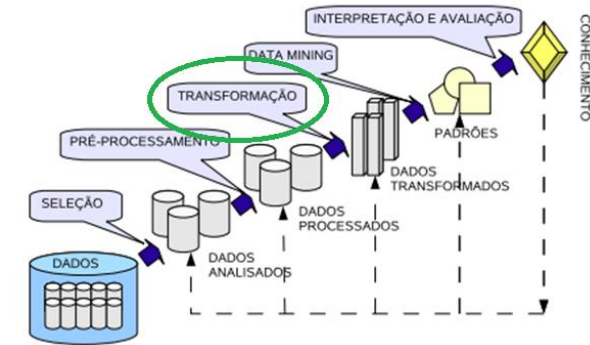 INTERPRETAÇÃO E AVALIAÇÃO
CONHECIMENTO
DATA MINING
TRANSFORMAÇÃO
PADRÕES
PRÉ-PROCESSAMENTO
DADOS
TRANSFORMADOS
SELEÇÃO
DADOS
PROCESSADOS
DADOS
ANALISADOS
DADOS